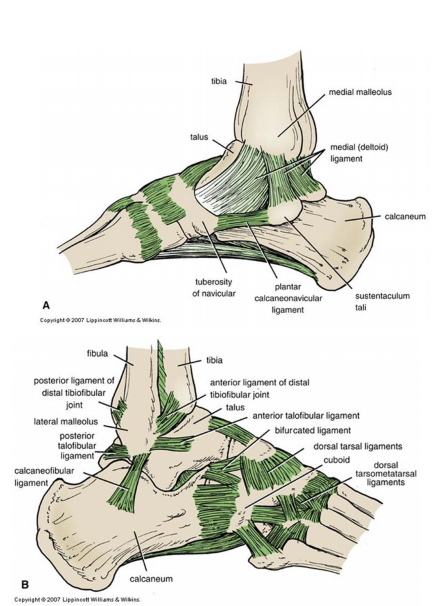 tibia
medial malleolus
talus
medial (deltoid)
ligament
calcaneum
tuberosity
of navicular
plantar
calcaneonavicular
ligament
sustentaculum
tali
A
Copyright © 2007 Lippincott Williams & Wilkins.
fibula
tibia
posterior ligament of
distal tibiofibular
joint
anterior ligament of distal
tibiofibular joint
talus
lateral malleolus
anterior talofibular ligament
posterior
talofibular
ligament
bifurcated ligament
dorsal tarsal ligaments
cuboid
dorsal
tarsometatarsal
ligaments
calcaneofibular
ligament
calcaneum
B
Copyright © 2007 Lippincott Williams & Wilkins.